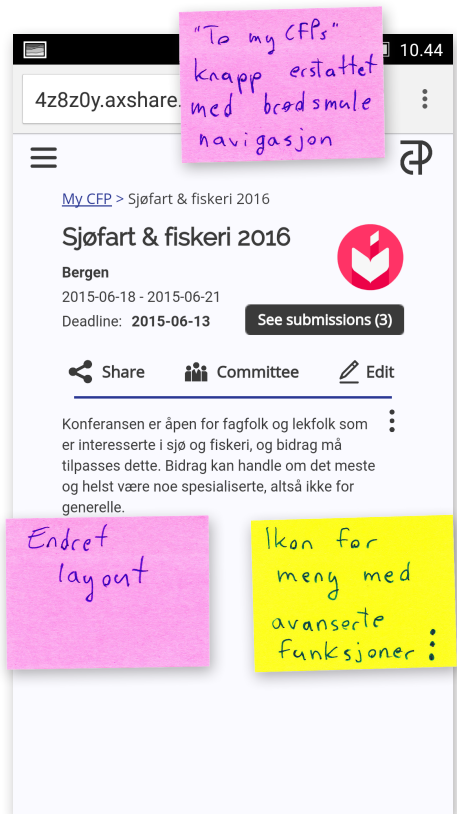 "To my CFPs"
knapp erstattet
med brødsmule
navigasjon
10.44
4z8z0y.axshare.
My CFP > Sjøfart & fiskeri 2016
Sjøfart & fiskeri 2016
Bergen
2015-06-18 - 2015-06-21
Deadline: 2015-06-13
See submissions (3)
Share Committee Edit
Konferansen er åpen for fagfolk og lekfolk som
er interesserte i sjø og fiskeri, og bidrag må
tilpasses dette. Bidrag kan handle om det meste
og helst være noe spesialiserte, altså ikke for
generelle.
Endret
layout
Ikon for
meny med
avanserte
funksjoner